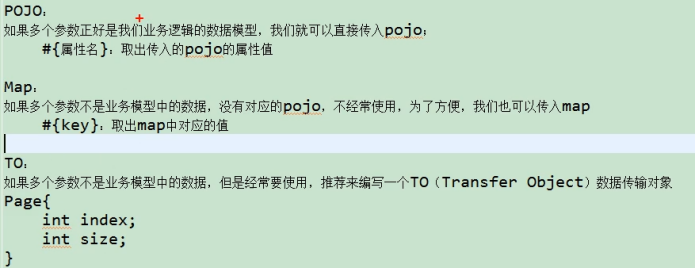 POJO:
如果多个参数正好是我们业务逻辑的数据模型，我们就可以直接传入pojo；
#{属性名}：取出传入的pojo的属性值
Map:
如果多个参数不是业务模型中的数据，没有对应的pojo，不经常使用，为了方便，我们也可以传入map
#{key}：取出map中对应的值
TO:
如果多个参数不是业务模型中的数据，但是经常要使用，推荐来编写一个TO（Transfer Object）数据传输对象
Page{
int index;
int size;
}